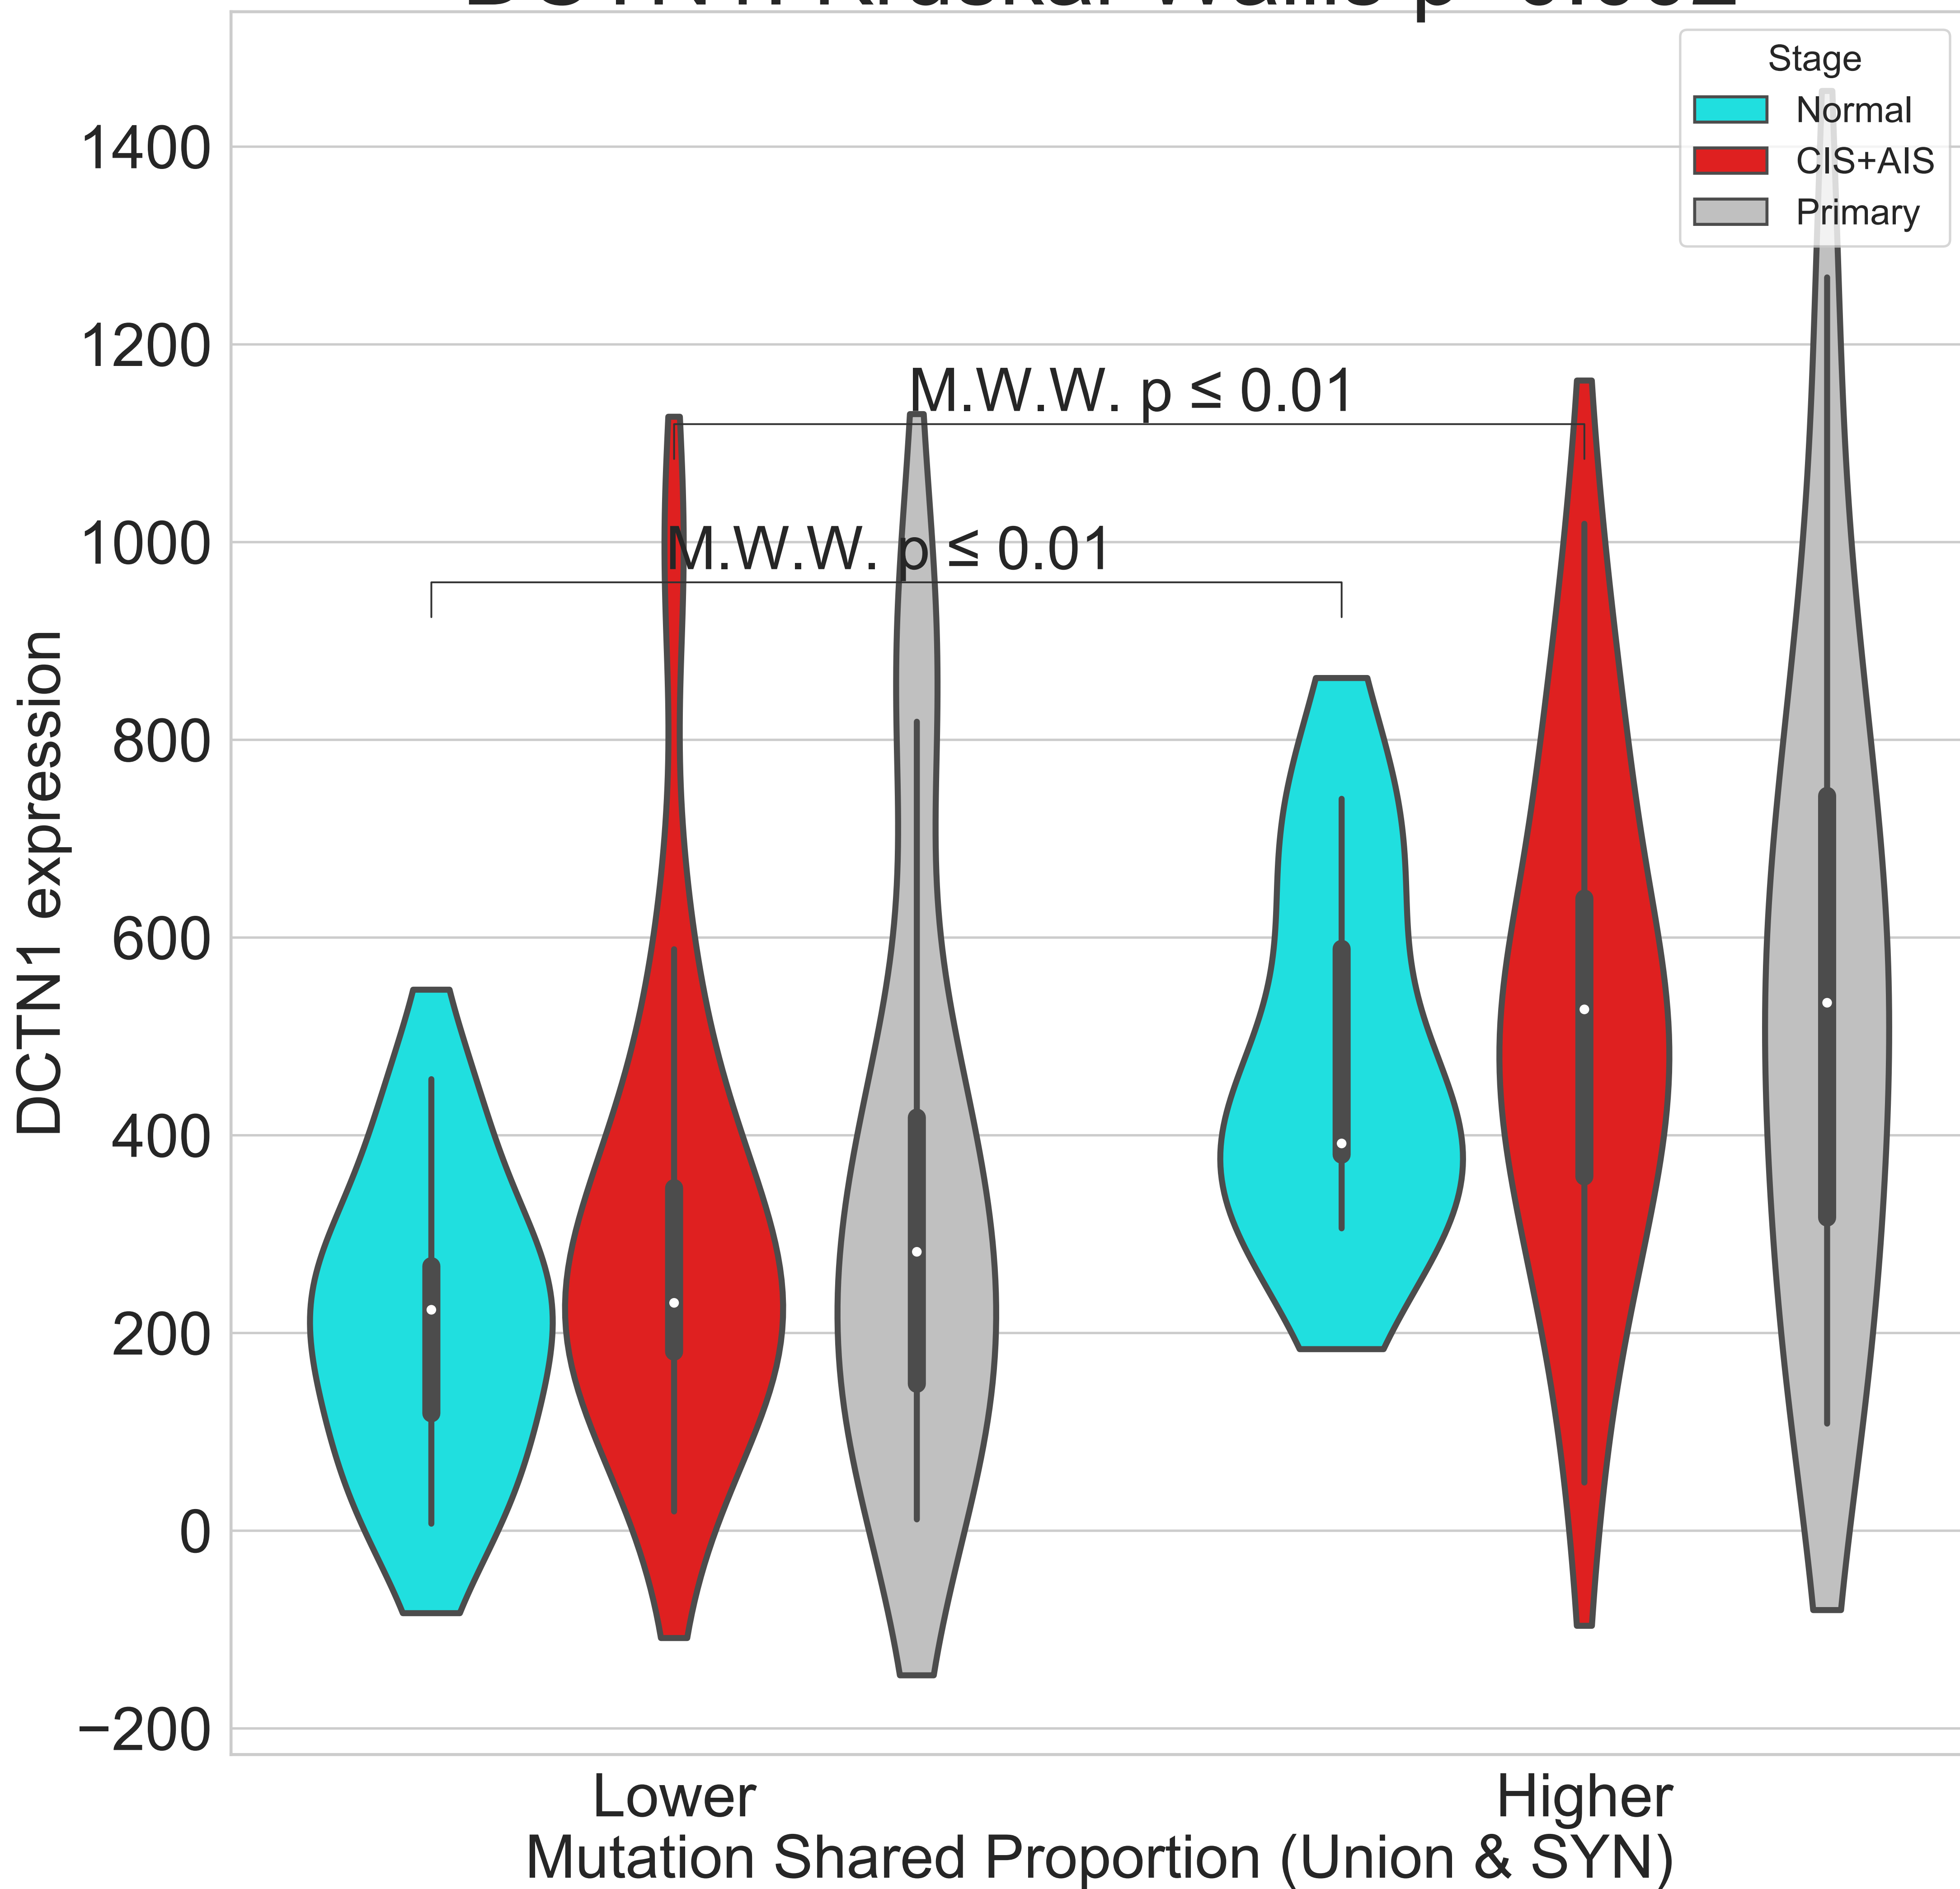 Stage
Normal
CIS+AIS
Primary
1400
1200
1000
800
600
400
200
0
−200
M.W.W. p ≤ 0.01
M.W.W. p ≤ 0.01
DCTN1 expression
Lower
Higher
Mutation Shared Proportion (Union & SYN)